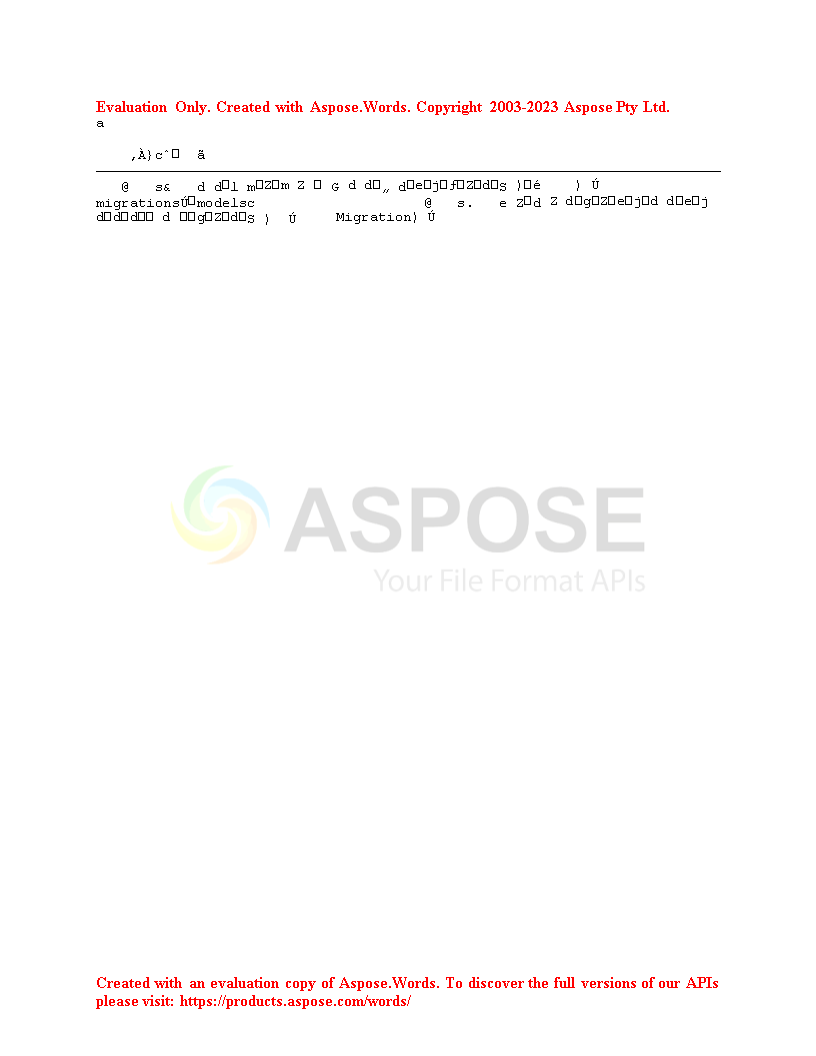 Evaluation Only. Created with Aspose.Words. Copyright 2003-2023 Aspose Pty Ltd.
a
‚À}cˆ□ ã
@ s& d d□l m□Z□m Z □ G d d□„ d□e□j□ƒ□Z□d□S )□é ) Ú
migrationsÚ□modelsc @ s. e Z□d Z d□g□Z□e□j□d d□e□j
d□d□d□□ d □□g□Z□d□S ) Ú Migration) Ú
ASPOSE
Your File Format APIs
Created with an evaluation copy of Aspose.Words. To discover the full versions of our APIs
please visit: https://products.aspose.com/words/